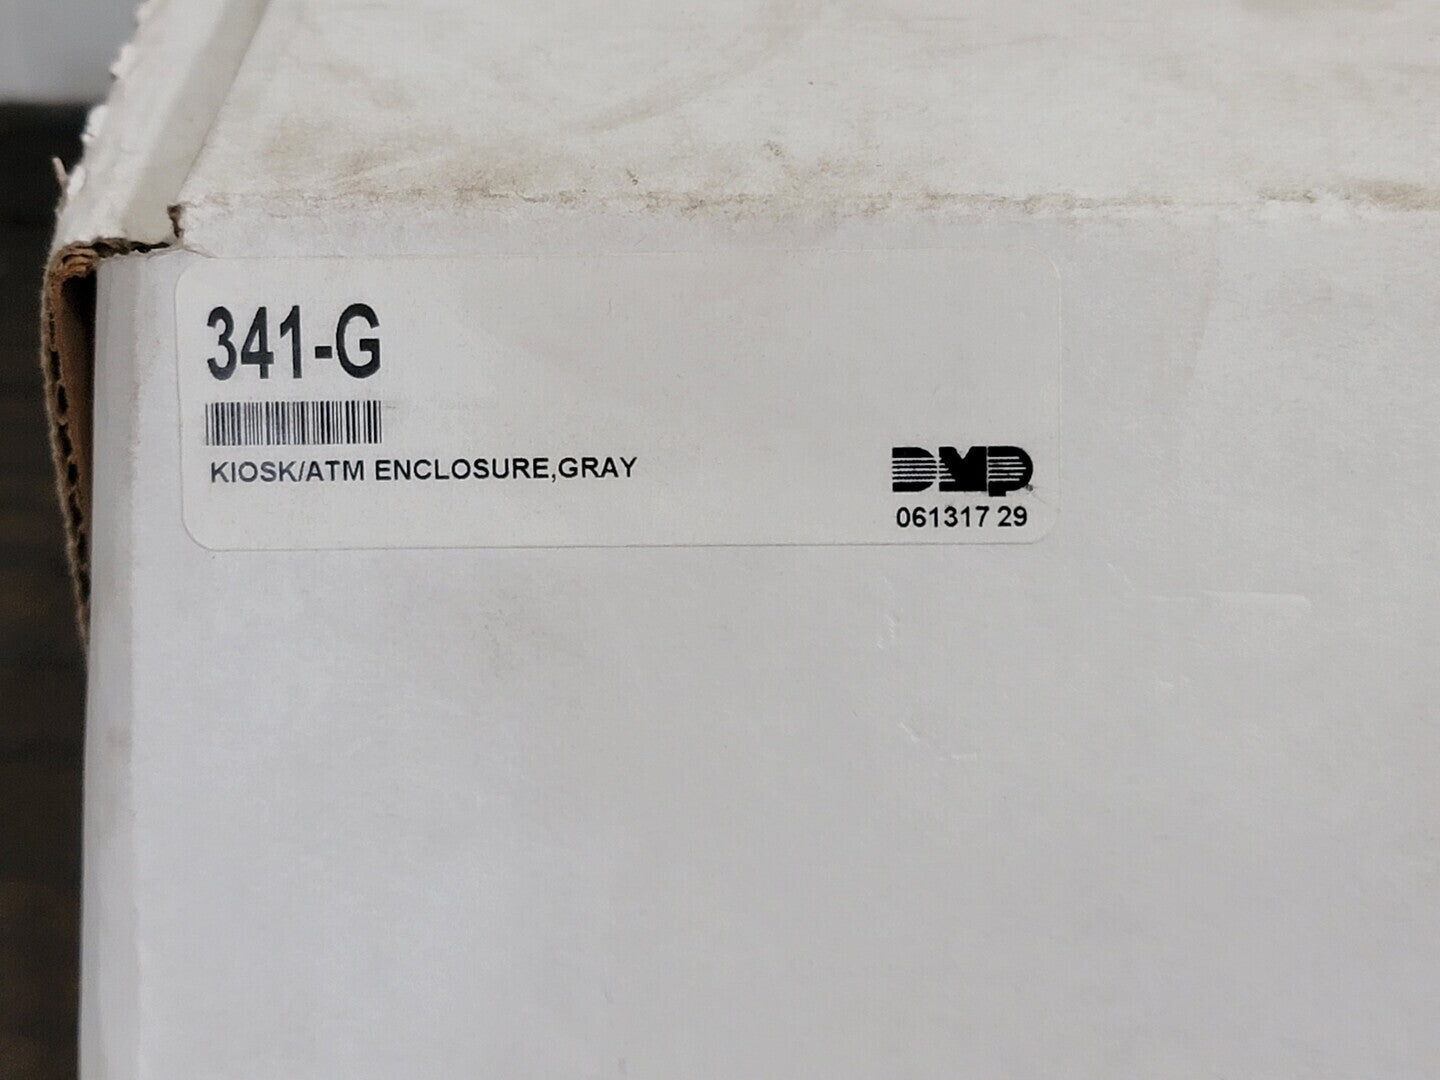 341-G
KIOSK/ATM ENCLOSURE,GRAY
DMP
061317 29